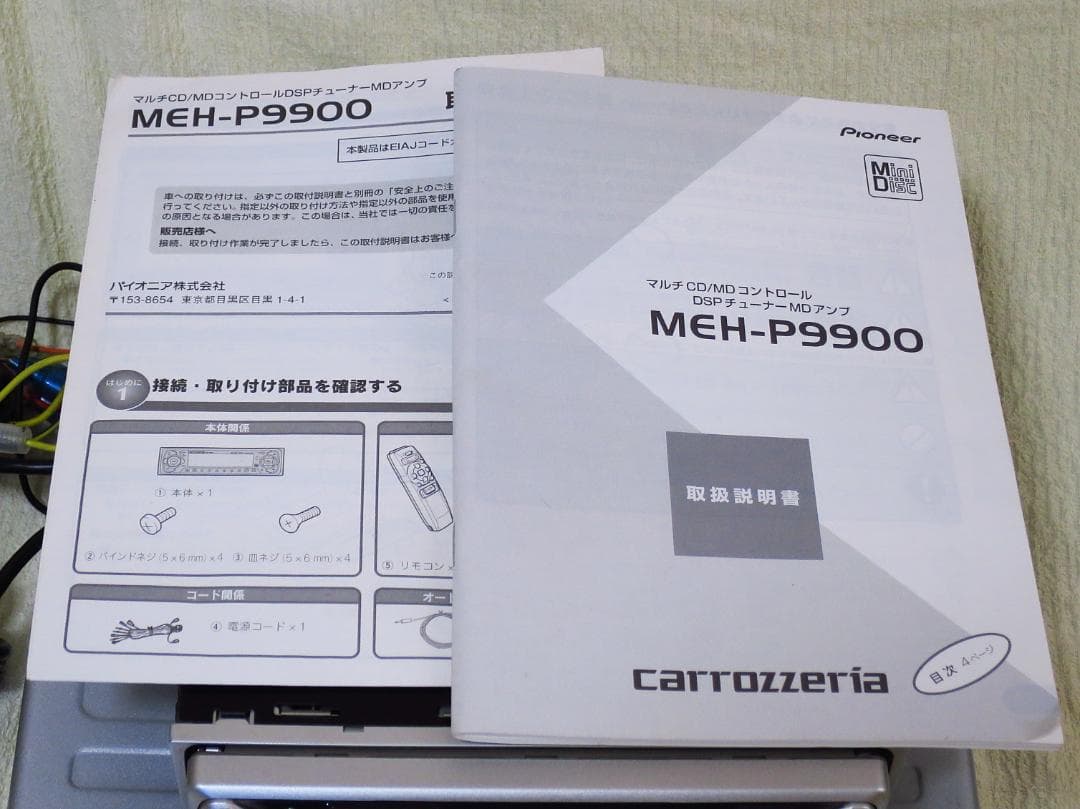 マルチCD/MDコントロールDSPチューナーMDアンプ
MEH-P9900
本製品はEIAJコード
車への取り付けは、必ずこの取付説明書と別冊の「安全上のご注
行ってください。指定以外の取り付け方法や指定以外の部品を使用
の原因となる場合があります。この場合は、当社では一切の責任を
販売店様へ
接続、取り付け作業が完了しましたら、この取付説明書はお客様
この説
パイオニア株式会社
〒153-8654 東京都目黒区目黒 1-4-1
<
はじめに
1
接続・取り付け部品を確認する
本体関係
① 本体 × 1
② バインドネジ (5 × 6 mm) × 4 ③ 皿ネジ (5 × 6 mm) × 4
⑤ リモコン ×
コード関係
④ 電源コード × 1
オート
Pioneer
Mini
Disc
マルチ CD/MD コントロール
DSP チューナー MD アンプ
MEH-P9900
取扱説明書
carrozzeria
目次 4ページ